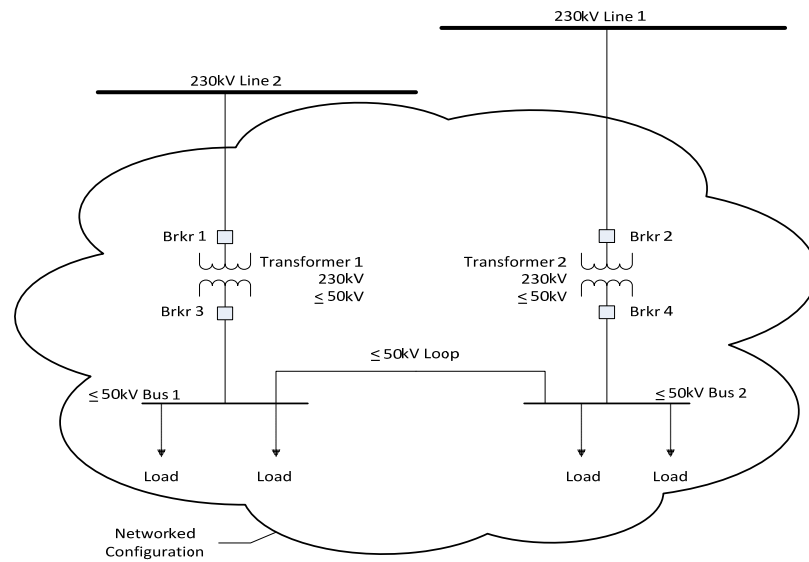 230kV Line 1
230kV Line 2
Brkr 1
Transformer 1
230kV
≤ 50kV
Brkr 3
Transformer 2
230kV
≤ 50kV
Brkr 2
Brkr 4
≤ 50kV Loop
≤ 50kV Bus 1
≤ 50kV Bus 2
Load
Load
Load
Load
Networked
Configuration